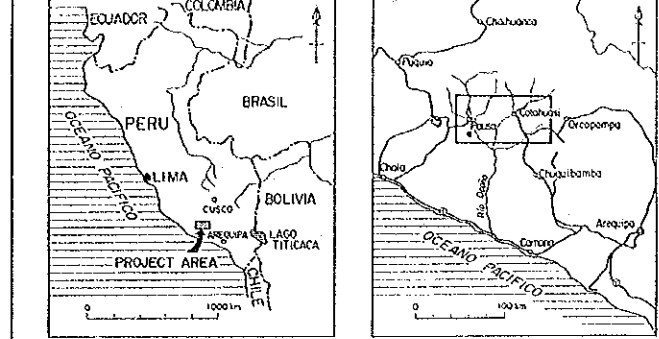 COLOMBIA
ECUADOR
BRASIL
PERU
OCEANO PACIFICO
LIMA
CUSCO
BOLIVIA
AREQUIPA
LAGO
TITICACA
PROJECT AREA
CHILE
0 1000 km
Chalhuanca
Puquio
Cotahuasi
Pausa
Orcopampa
Chala
Chuquibamba
Río Ocoña
Arequipa
Camana
OCEANO PACIFICO
0 100 km